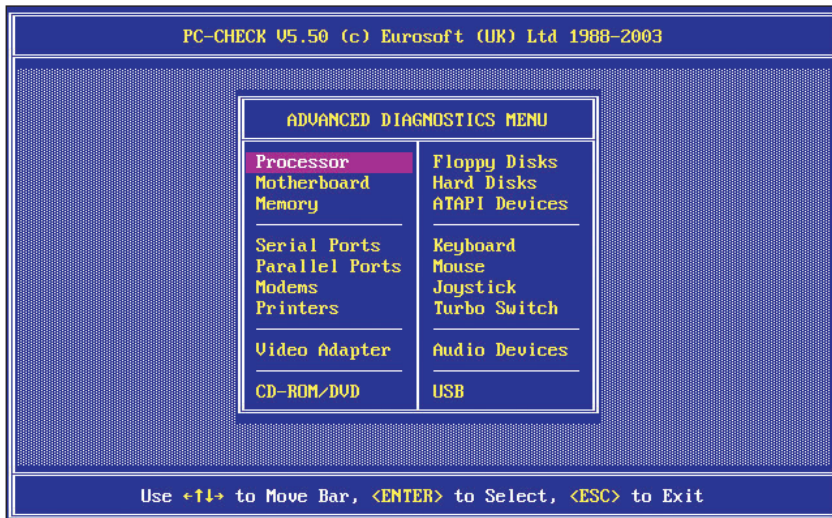 PC-CHECK V5.50 (c) Eurosoft (UK) Ltd 1988-2003
ADVANCED DIAGNOSTICS MENU
Processor
Motherboard
Memory
Serial Ports
Parallel Ports
Modems
Printers
Video Adapter
CD-ROM/DVD
Floppy Disks
Hard Disks
ATAPI Devices
Keyboard
Mouse
Joystick
Turbo Switch
Audio Devices
USB
Use ←↑↓→ to Move Bar, <ENTER> to Select, <ESC> to Exit